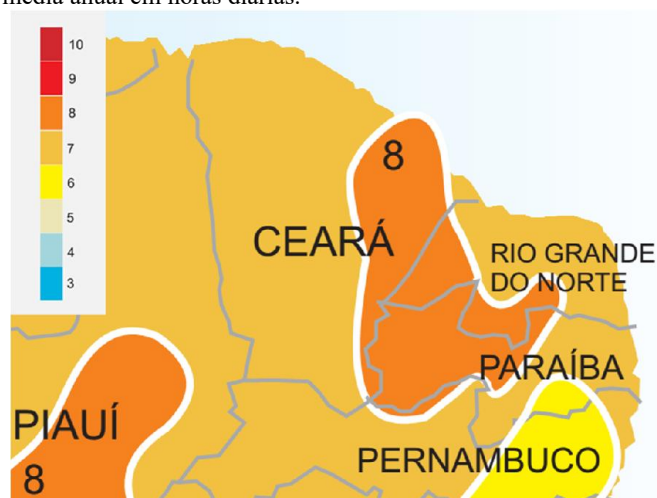 média anual em horas diárias.
10
9
8
7
6
5
4
3
8
CEARÁ
RIO GRANDE
DO NORTE
PARAÍBA
PIAUÍ
PERNAMBUCO
8